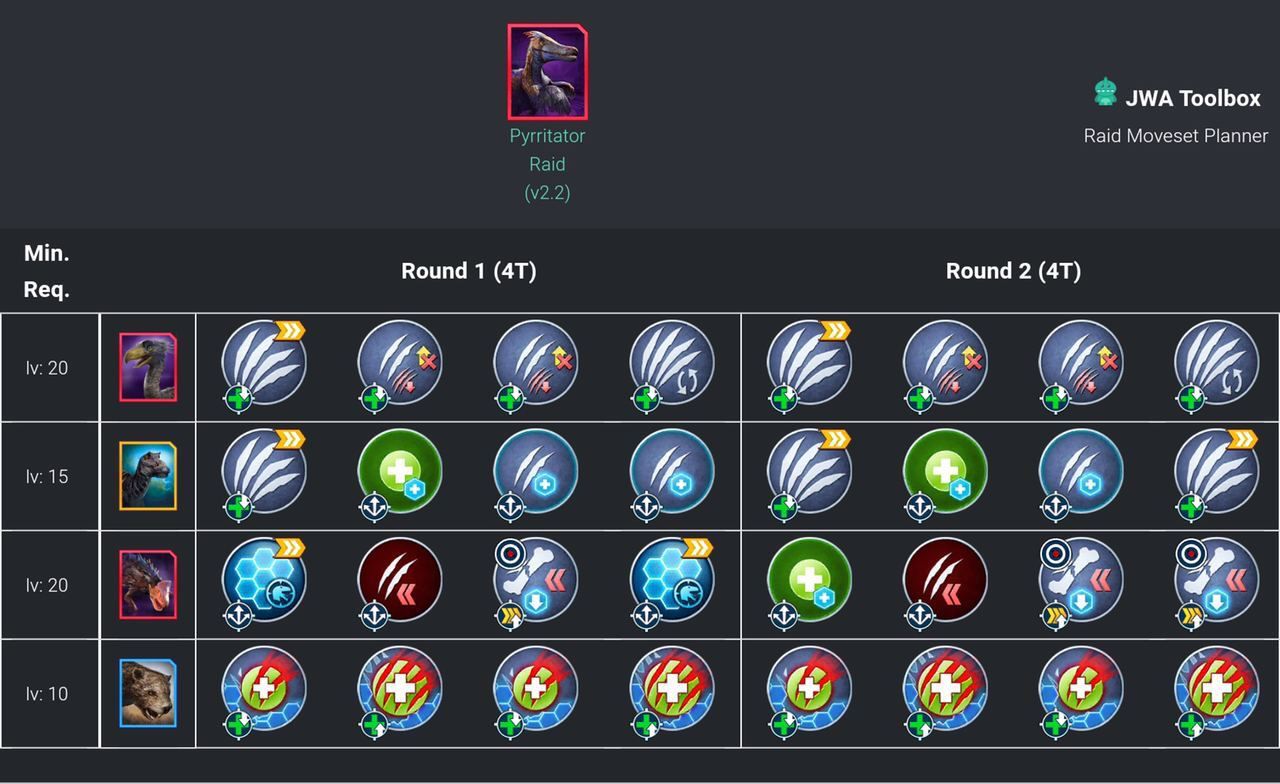 Pyrritator
Raid
(v2.2)
JWA Toolbox
Raid Moveset Planner
Min.
Req.
Round 1 (4T)
Round 2 (4T)
lv: 20
lv: 15
lv: 20
lv: 10